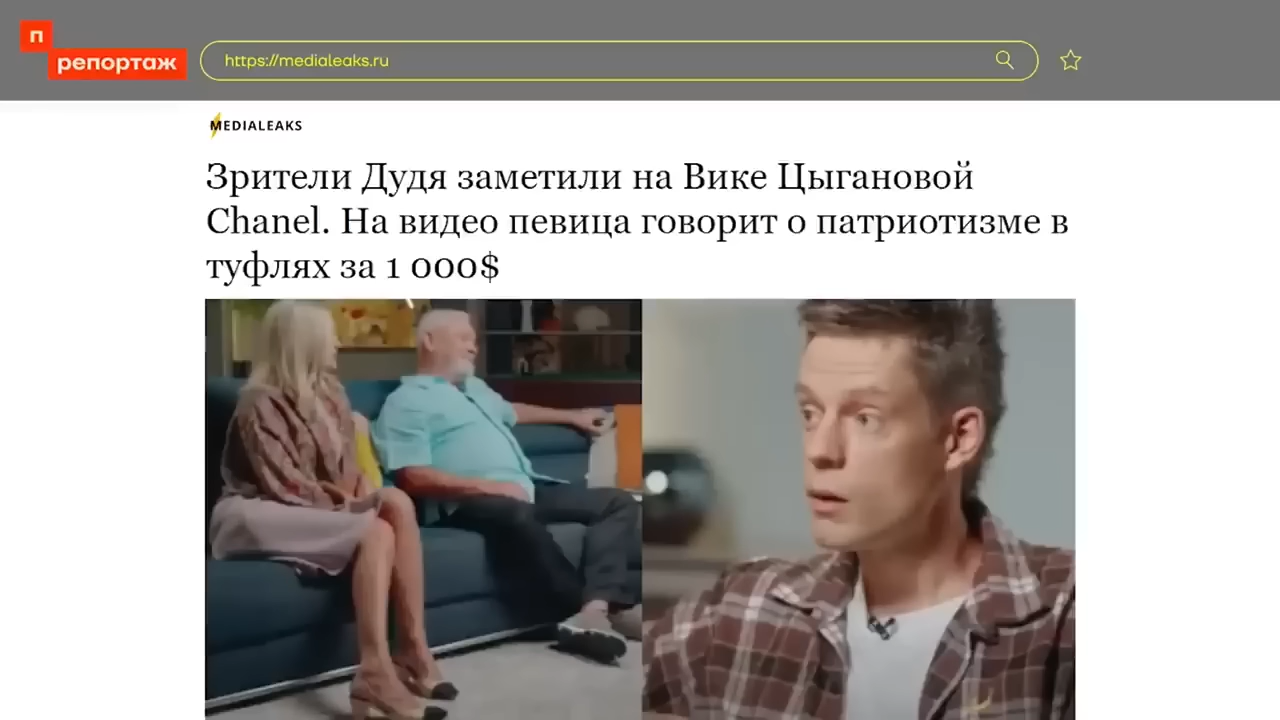 п
репортаж
https://medialeaks.ru
MEDIALEAKS
Зрители Дудя заметили на Вике Цыгановой
Chanel. На видео певица говорит о патриотизме в
туфлях за 1 000$